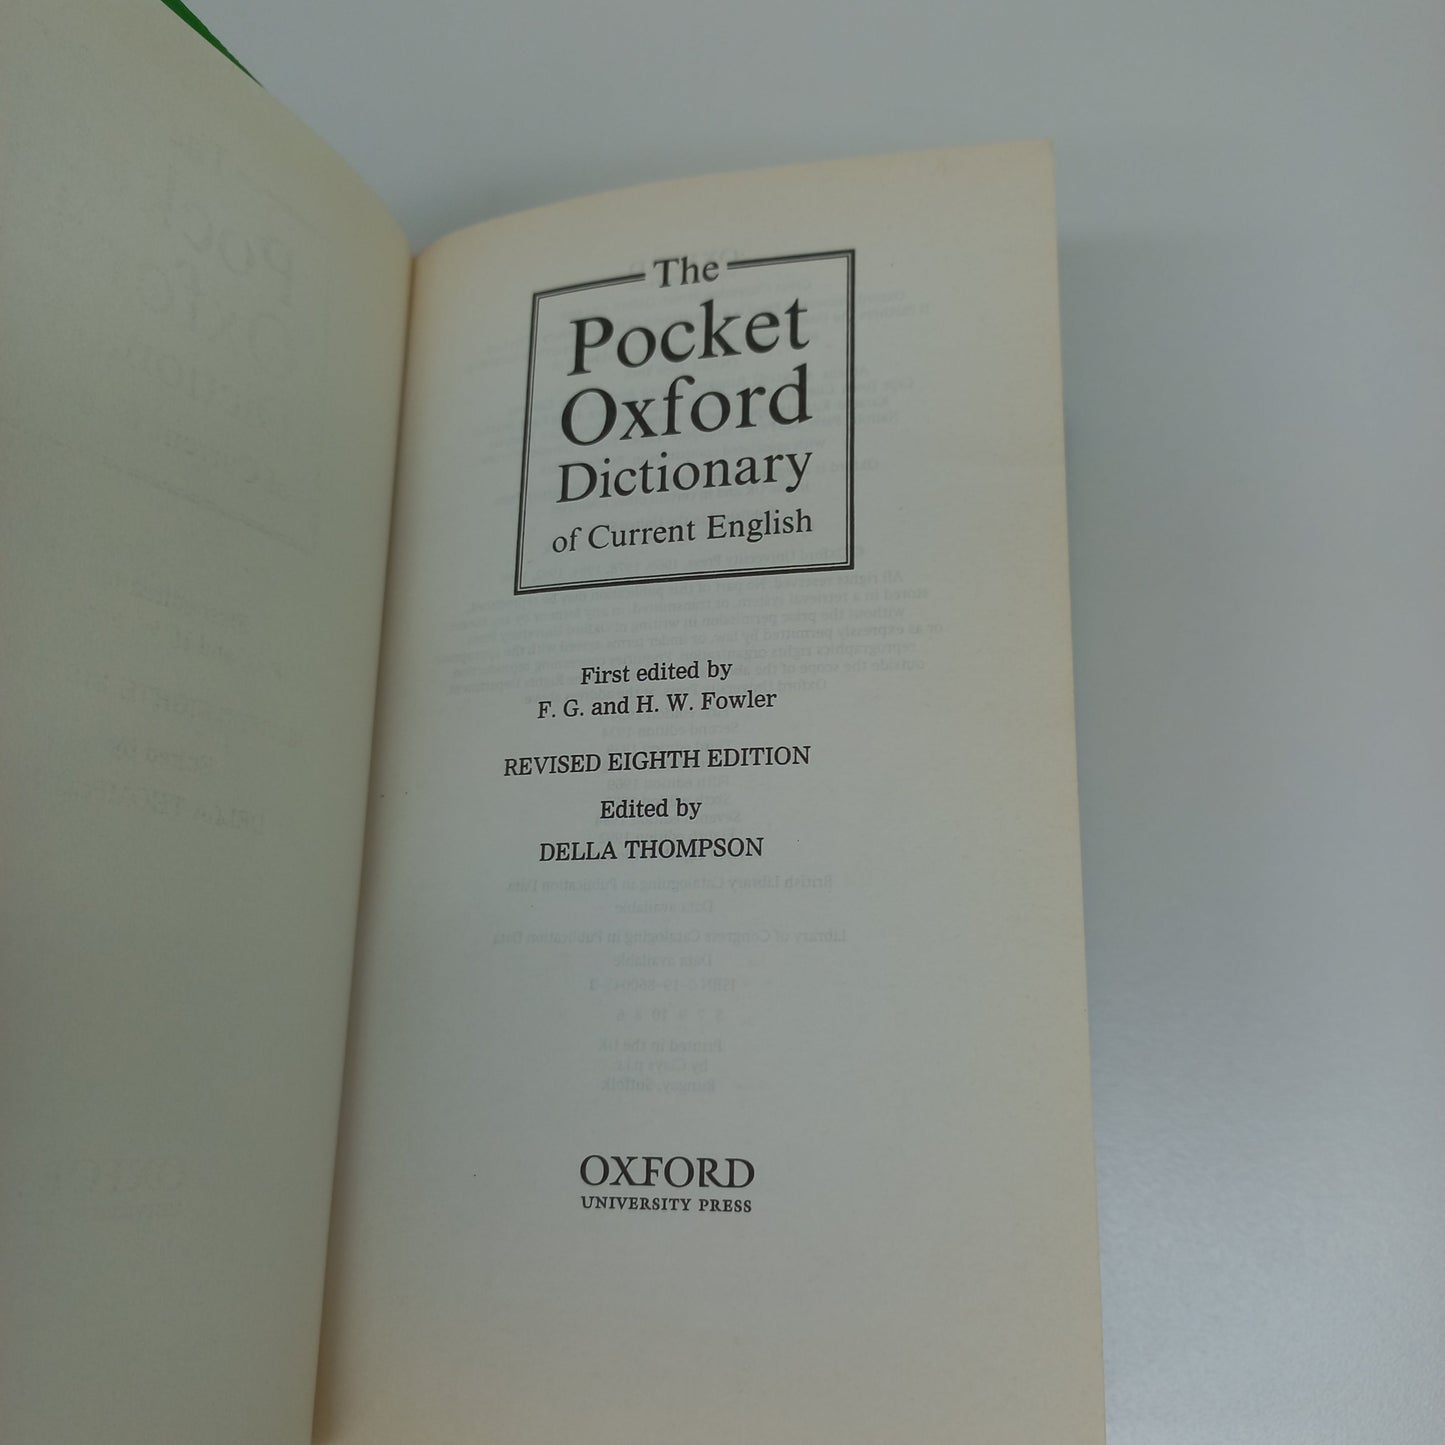 The
Pocket
Oxford
Dictionary
of Current English
First edited by
F. G. and H. W. Fowler
REVISED EIGHTH EDITION
Edited by
DELLA THOMPSON
OXFORD
UNIVERSITY PRESS